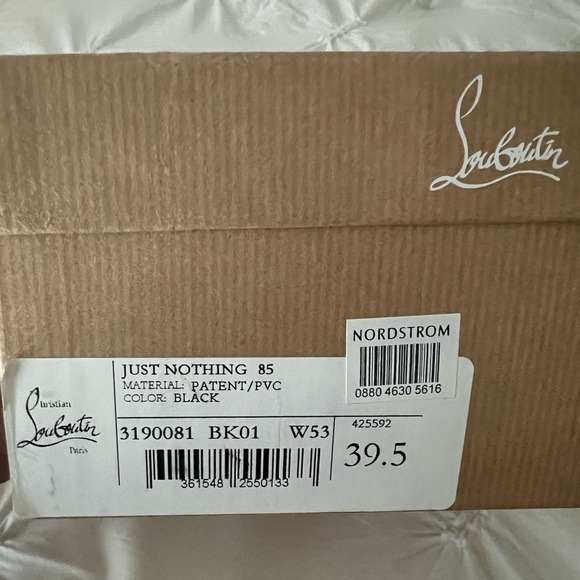 Louboutin
NORDSTROM
0880 4630 5616
JUST NOTHING 85
MATERIAL: PATENT/PVC
COLOR: BLACK
Christian
Louboutin
Paris
3190081 BK01 W53
425592
39.5
361548 2550133